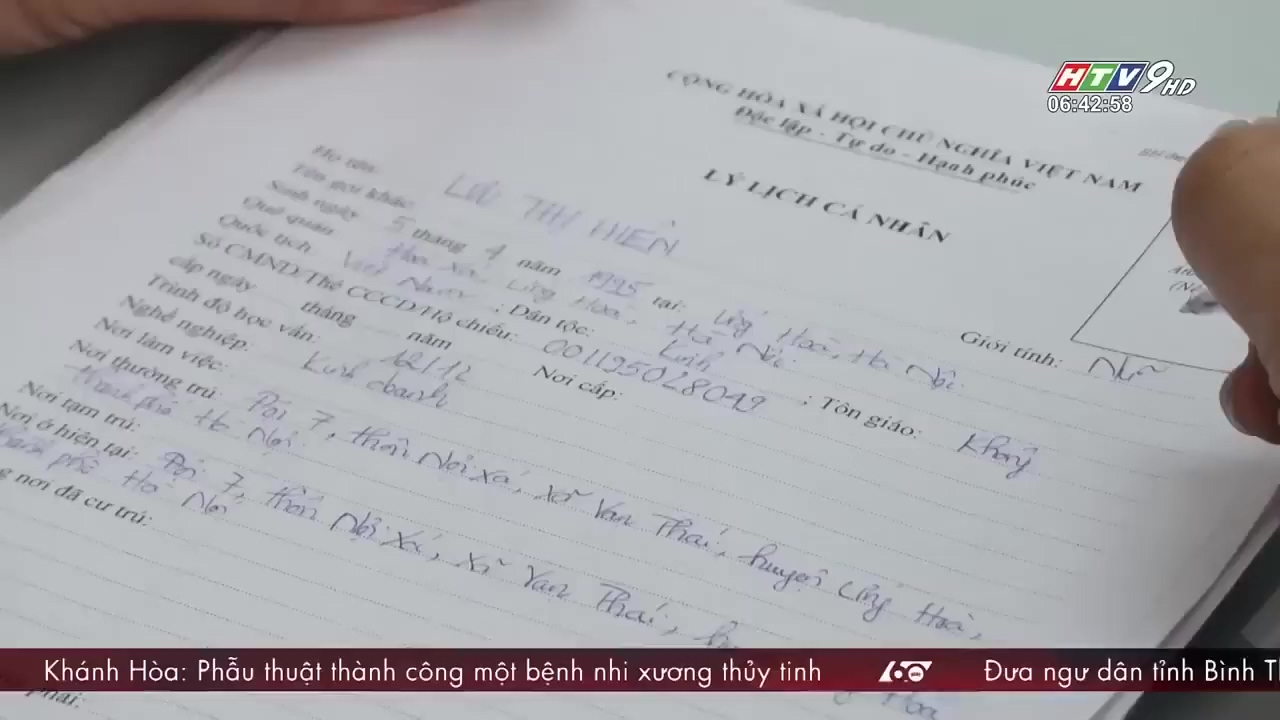 HTV9 HD
06:42:58
CỘNG HÒA XÃ HỘI CHỦ NGHĨA VIỆT NAM
Độc lập - Tự do - Hạnh phúc
LÝ LỊCH CÁ NHÂN
Họ tên: LƯU THỊ HIỀN Giới tính: Nữ
Tên gọi khác
Sinh ngày 5 tháng 4 năm 1995 tại: Ứng Hoà, Hà Nội
Quê quán Hoa Xá, Ứng Hoà, Hà Nội
Quốc tịch: Việt Nam ; Dân tộc: Kinh ; Tôn giáo: Không
Số CMND/Thẻ CCCD/Hộ chiếu: 001195028049
cấp ngày tháng năm Nơi cấp:
Trình độ học vấn: 12/12
Nghề nghiệp: Kinh doanh
Nơi làm việc:
Nơi thường trú: Đội 7, thôn Nội Xá, xã Vạn Thái, huyện Ứng Hoà,
thành phố Hà Nội
Nơi tạm trú:
Nơi ở hiện tại: Đội 7, thôn Nội Xá, xã Vạn Thái,
thành phố Hà Nội
nơi đã cư trú:
phải:
Khánh Hòa: Phẫu thuật thành công một bệnh nhi xương thủy tinh 60 Đưa ngư dân tỉnh Bình